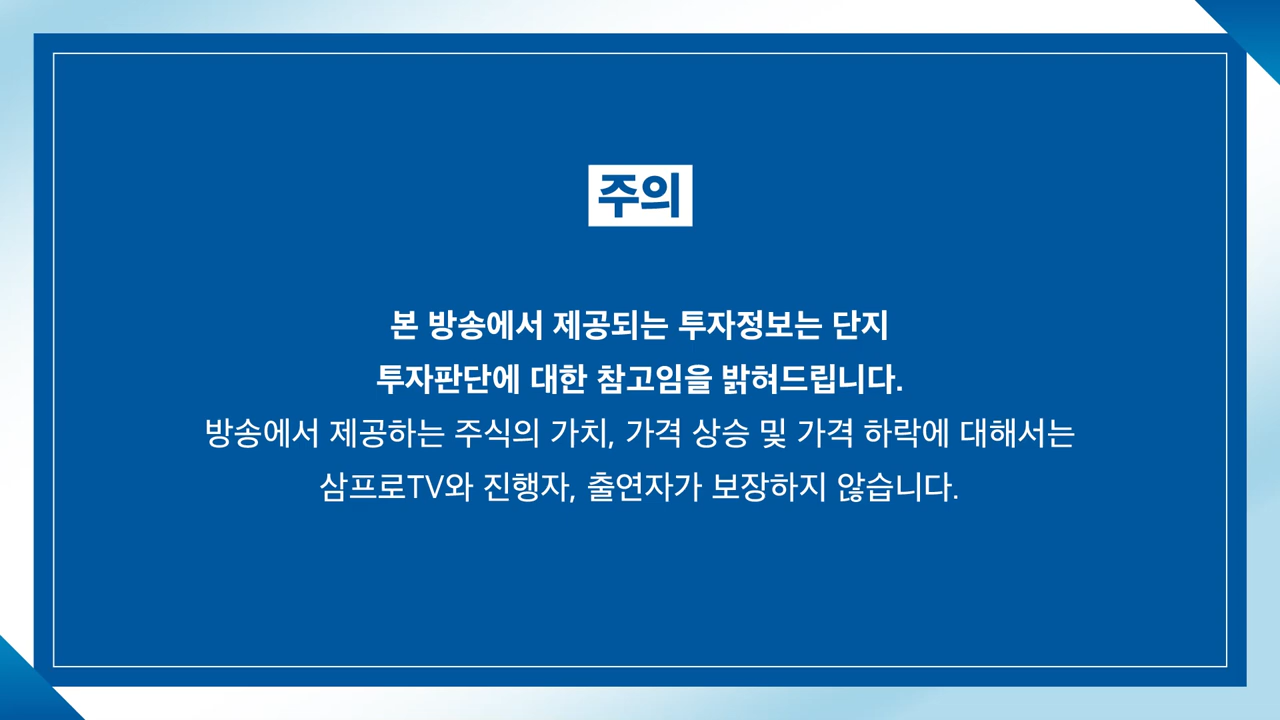 주의
본 방송에서 제공되는 투자정보는 단지
투자판단에 대한 참고임을 밝혀드립니다.
방송에서 제공하는 주식의 가치, 가격 상승 및 가격 하락에 대해서는
삼프로TV와 진행자, 출연자가 보장하지 않습니다.